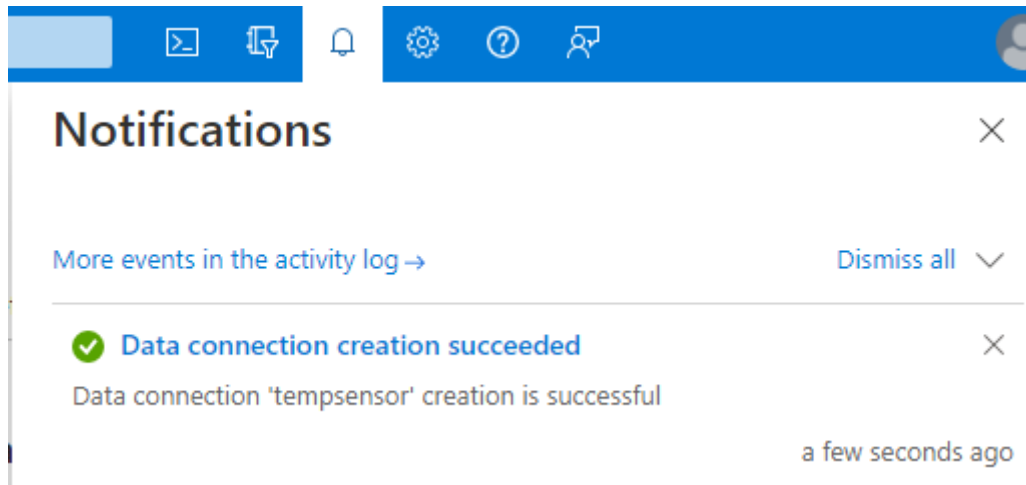 Notifications
More events in the activity log → Dismiss all
Data connection creation succeeded
Data connection 'tempsensor' creation is successful
a few seconds ago